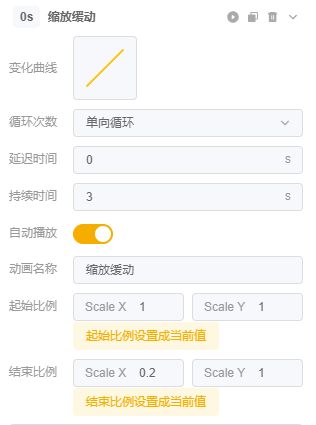 0s 缩放缓动
变化曲线
循环次数 单向循环
延迟时间 0 s
持续时间 3 s
自动播放
动画名称 缩放缓动
起始比例 Scale X 1 Scale Y 1
起始比例设置成当前值
结束比例 Scale X 0.2 Scale Y 1
结束比例设置成当前值